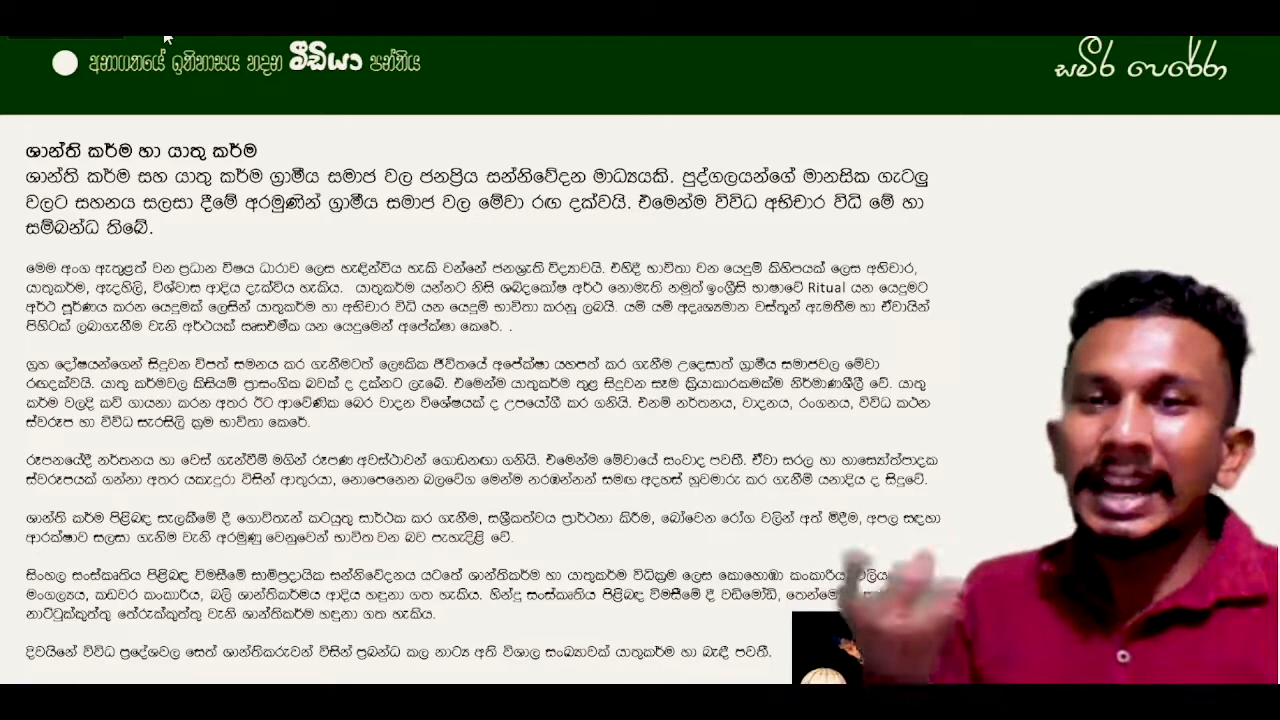 අනාගතයේ ඉතිහාසය හදන මීඩියා පන්තිය
සමීර පෙරේරා
ශාන්ති කර්ම හා යාතු කර්ම
ශාන්ති කර්ම සහ යාතු කර්ම ග්‍රාමීය සමාජ වල ජනප්‍රිය සන්නිවේදන මාධ්‍යයකි. පුද්ගලයන්ගේ මානසික ගැටලු
වලට සහනය සලසා දීමේ අරමුණින් ග්‍රාමීය සමාජ වල මේවා රඟ දක්වයි. එමෙන්ම විවිධ අභිචාර විධි මේ හා
සම්බන්ධ තිබේ.
මෙම අංග ඇතුළත් වන ප්‍රධාන විෂය ධාරාව ලෙස හැඳින්විය හැකි වන්නේ ජනශ්‍රැති විද්‍යාවයි. එහිදී භාවිතා වන යෙදුම් කිහිපයක් ලෙස අභිචාර,
යාතුකර්ම, ඇදහිලි, විශ්වාස ආදිය දැක්විය හැකිය. යාතුකර්ම යන්නට නිසි ශබ්දකෝෂ අර්ථ නොමැති නමුත් ඉංග්‍රීසි භාෂාවේ Ritual යන යෙදුමට
අර්ථ පූර්ණය කරන යෙදුමක් ලෙසින් යාතුකර්ම හා අභිචාර විධි යන යෙදුම් භාවිතා කරනු ලබයි. යම් යම් අදෘශ්‍යමාන වස්තූන් ඇමතීම හා ඒවායින්
පිහිටක් ලබාගැනීම වැනි අර්ථයක් යන යෙදුමෙන් අපේක්ෂා කෙරේ. .
ග්‍රහ දෝෂයන්ගෙන් සිදුවන විපත් සමනය කර ගැනීමටත් ලෞකික ජීවිතයේ අපේක්ෂා යහපත් කර ගැනීම උදෙසාත් ග්‍රාමීය සමාජවල මේවා
රඟදක්වයි. යාතු කර්මවල කිසියම් ප්‍රාසංගික බවක් ද දක්නට ලැබේ. එමෙන්ම යාතුකර්ම තුළ සිදුවන සෑම ක්‍රියාකාරකමක්ම නිර්මාණශීලී වේ. යාතු
කර්ම වලදී කවි ගායනා කරන අතර ඊට ආවේණික බෙර වාදන විශේෂයක් ද උපයෝගී කර ගනියි. එනම් නර්තනය, වාදනය, රංගනය, විවිධ කථන
ස්වරූප හා විවිධ සැරසිලි ක්‍රම භාවිතා කෙරේ.
රූපනයේදී නර්තනය හා වෙස් ගැන්වීම් මගින් රූපණ අවස්ථාවන් ගොඩනඟා ගනියි. එමෙන්ම මේවායේ සංවාද පවතී. ඒවා සරල හා හාස්‍යෝත්පාදක
ස්වරූපයක් ගන්නා අතර යකැදුරා විසින් ආතුරයා, නොපෙනෙන බලවේග මෙන්ම නරඹන්නන් සමඟ අදහස් හුවමාරු කර ගැනීම් යනාදිය ද සිදුවේ.
ශාන්ති කර්ම පිළිබඳ සැලකීමේ දී ගොවිතැන් කටයුතු සාර්ථක කර ගැනීම, සශ්‍රීකත්වය ප්‍රාර්ථනා කිරීම, බෝවෙන රෝග වලින් අත් මිදීම, අපල සඳහා
ආරක්ෂාව සලසා ගැනීම වැනි අරමුණු වෙනුවෙන් භාවිත වන බව පැහැදිළි වේ.
සිංහල සංස්කෘතිය පිළිබඳ විමසීමේ සාම්ප්‍රදායික සන්නිවේදනය යටතේ ශාන්තිකර්ම හා යාතුකර්ම විධික්‍රම ලෙස කොහොඹා කංකාරිය,
මංගල්‍යය, කඩවර කංකාරිය, බලි ශාන්තිකර්මය ආදිය හඳුනා ගත හැකිය. හින්දු සංස්කෘතිය පිළිබඳ විමසීමේ දී වඩමෝඩි,
නාට්ටුක්කුත්තු තේරුක්කුත්තු වැනි ශාන්තිකර්ම හඳුනා ගත හැකිය.
දිවයිනේ විවිධ ප්‍රදේශවල සෙත් ශාන්තිකරුවන් විසින් ප්‍රබන්ධ කල නාට්‍ය අති විශාල සංඛ්‍යාවක් යාතුකර්ම හා බැඳී පවතී.